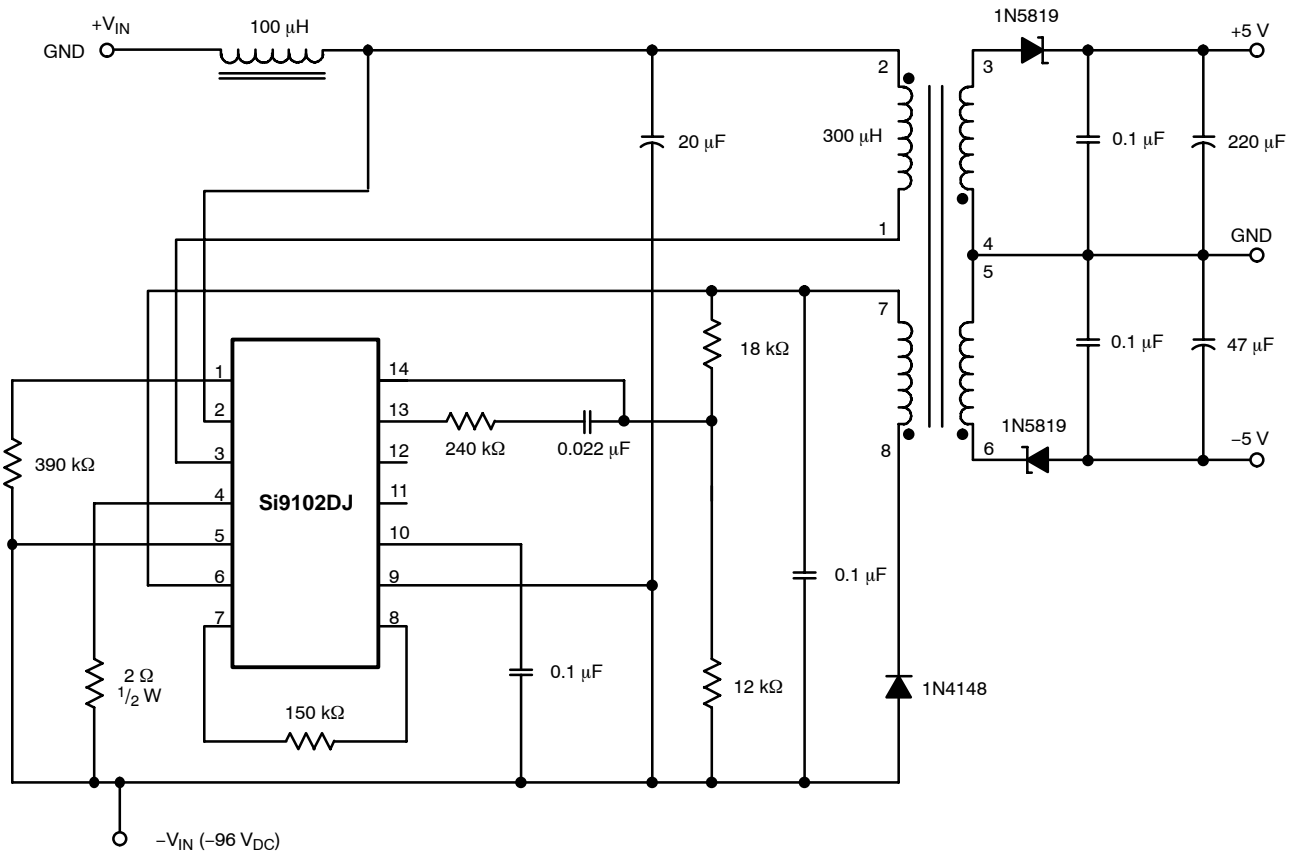 +V_IN
GND
100 μH
1N5819
+5 V
2
3
300 μH
20 μF
0.1 μF
220 μF
1
4
GND
5
7
18 kΩ
0.1 μF
47 μF
1
14
2
13
240 kΩ
0.022 μF
1N5819
−5 V
8
6
390 kΩ
3
12
4
11
Si9102DJ
5
10
6
9
0.1 μF
7
8
2 Ω
1/2 W
0.1 μF
12 kΩ
1N4148
150 kΩ
−V_IN (−96 V_DC)